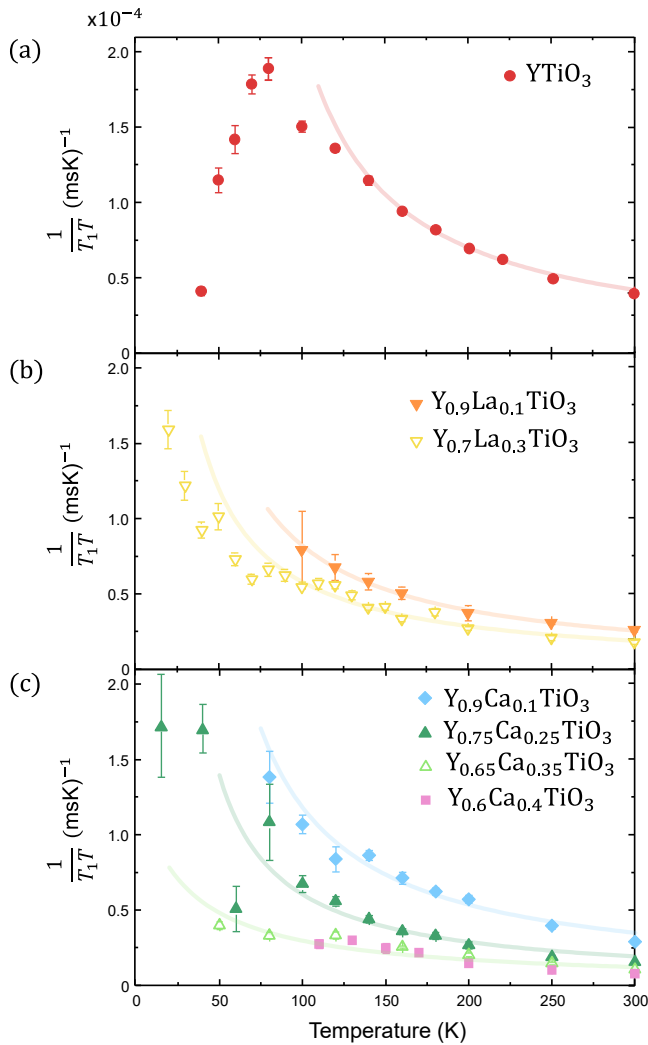 x10⁻⁴
(a)
2.0
1.5
1.0
0.5
0
1/(T₁T) (msK)⁻¹
YTiO₃
(b)
2.0
1.5
1.0
0.5
0
1/(T₁T) (msK)⁻¹
Y₀.₉La₀.₁TiO₃
Y₀.₇La₀.₃TiO₃
(c)
2.0
1.5
1.0
0.5
0
1/(T₁T) (msK)⁻¹
Y₀.₉Ca₀.₁TiO₃
Y₀.₇₅Ca₀.₂₅TiO₃
Y₀.₆₅Ca₀.₃₅TiO₃
Y₀.₆Ca₀.₄TiO₃
0 50 100 150 200 250 300
Temperature (K)